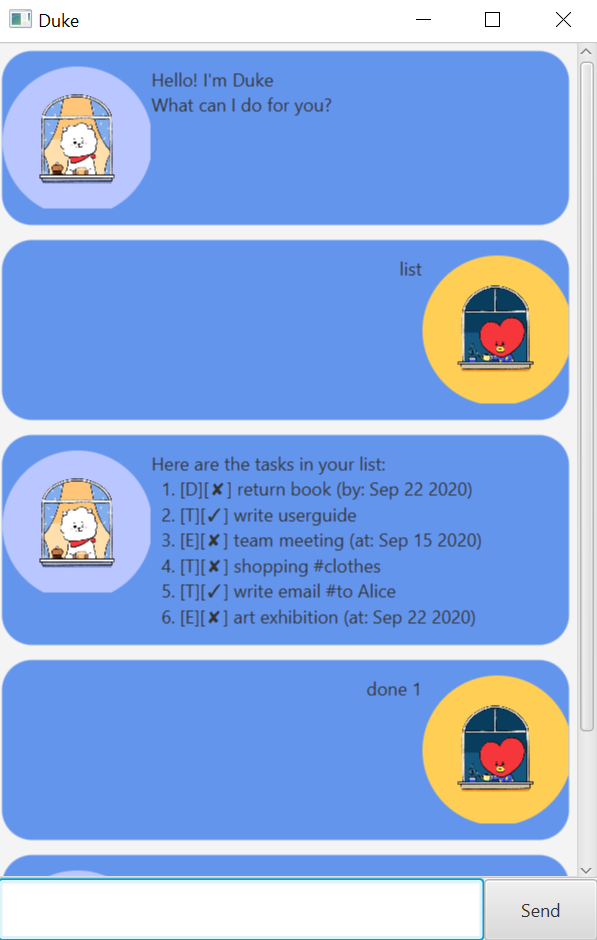 Duke
Hello! I'm Duke
What can I do for you?
list
Here are the tasks in your list:
1. [D][✘] return book (by: Sep 22 2020)
2. [T][✓] write userguide
3. [E][✘] team meeting (at: Sep 15 2020)
4. [T][✘] shopping #clothes
5. [T][✓] write email #to Alice
6. [E][✘] art exhibition (at: Sep 22 2020)
done 1
Send